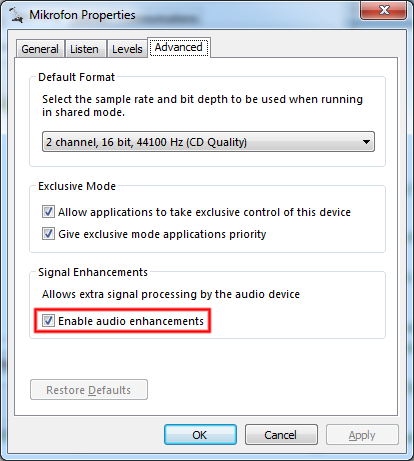 Mikrofon Properties
General Listen Levels Advanced
Default Format
Select the sample rate and bit depth to be used when running
in shared mode.
2 channel, 16 bit, 44100 Hz (CD Quality)
Exclusive Mode
Allow applications to take exclusive control of this device
Give exclusive mode applications priority
Signal Enhancements
Allows extra signal processing by the audio device
Enable audio enhancements
Restore Defaults
OK Cancel Apply